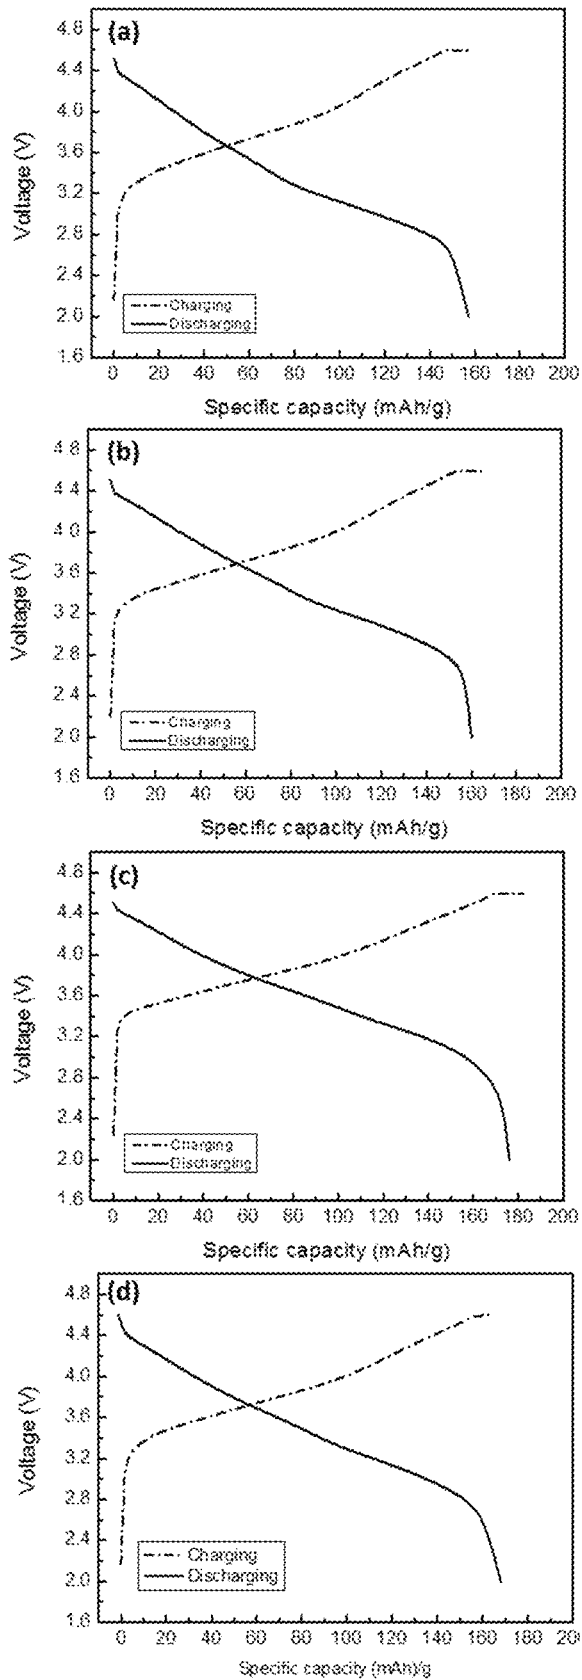 (a)
4.8
4.4
4.0
3.6
3.2
2.8
2.4
2.0
1.6
Voltage (V)
Charging
Discharging
0 20 40 60 80 100 120 140 160 180 200
Specific capacity (mAh/g)
(b)
4.8
4.4
4.0
3.6
3.2
2.8
2.4
2.0
1.6
Voltage (V)
Charging
Discharging
0 20 40 60 80 100 120 140 160 180 200
Specific capacity (mAh/g)
(c)
4.8
4.4
4.0
3.6
3.2
2.8
2.4
2.0
1.6
Voltage (V)
Charging
Discharging
0 20 40 60 80 100 120 140 160 180 200
Specific capacity (mAh/g)
(d)
4.8
4.4
4.0
3.6
3.2
2.8
2.4
2.0
1.6
Voltage (V)
Charging
Discharging
0 20 40 60 80 100 120 140 160 180 200
Specific capacity (mAh)/g